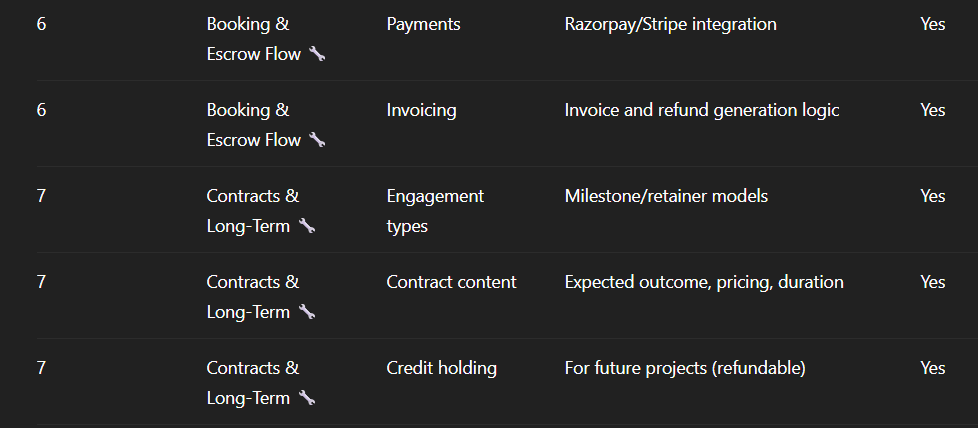 6 Booking & Payments Razorpay/Stripe integration Yes
Escrow Flow 🔧
6 Booking & Invoicing Invoice and refund generation logic Yes
Escrow Flow 🔧
7 Contracts & Engagement Milestone/retainer models Yes
Long-Term 🔧 types
7 Contracts & Contract content Expected outcome, pricing, duration Yes
Long-Term 🔧
7 Contracts & Credit holding For future projects (refundable) Yes
Long-Term 🔧